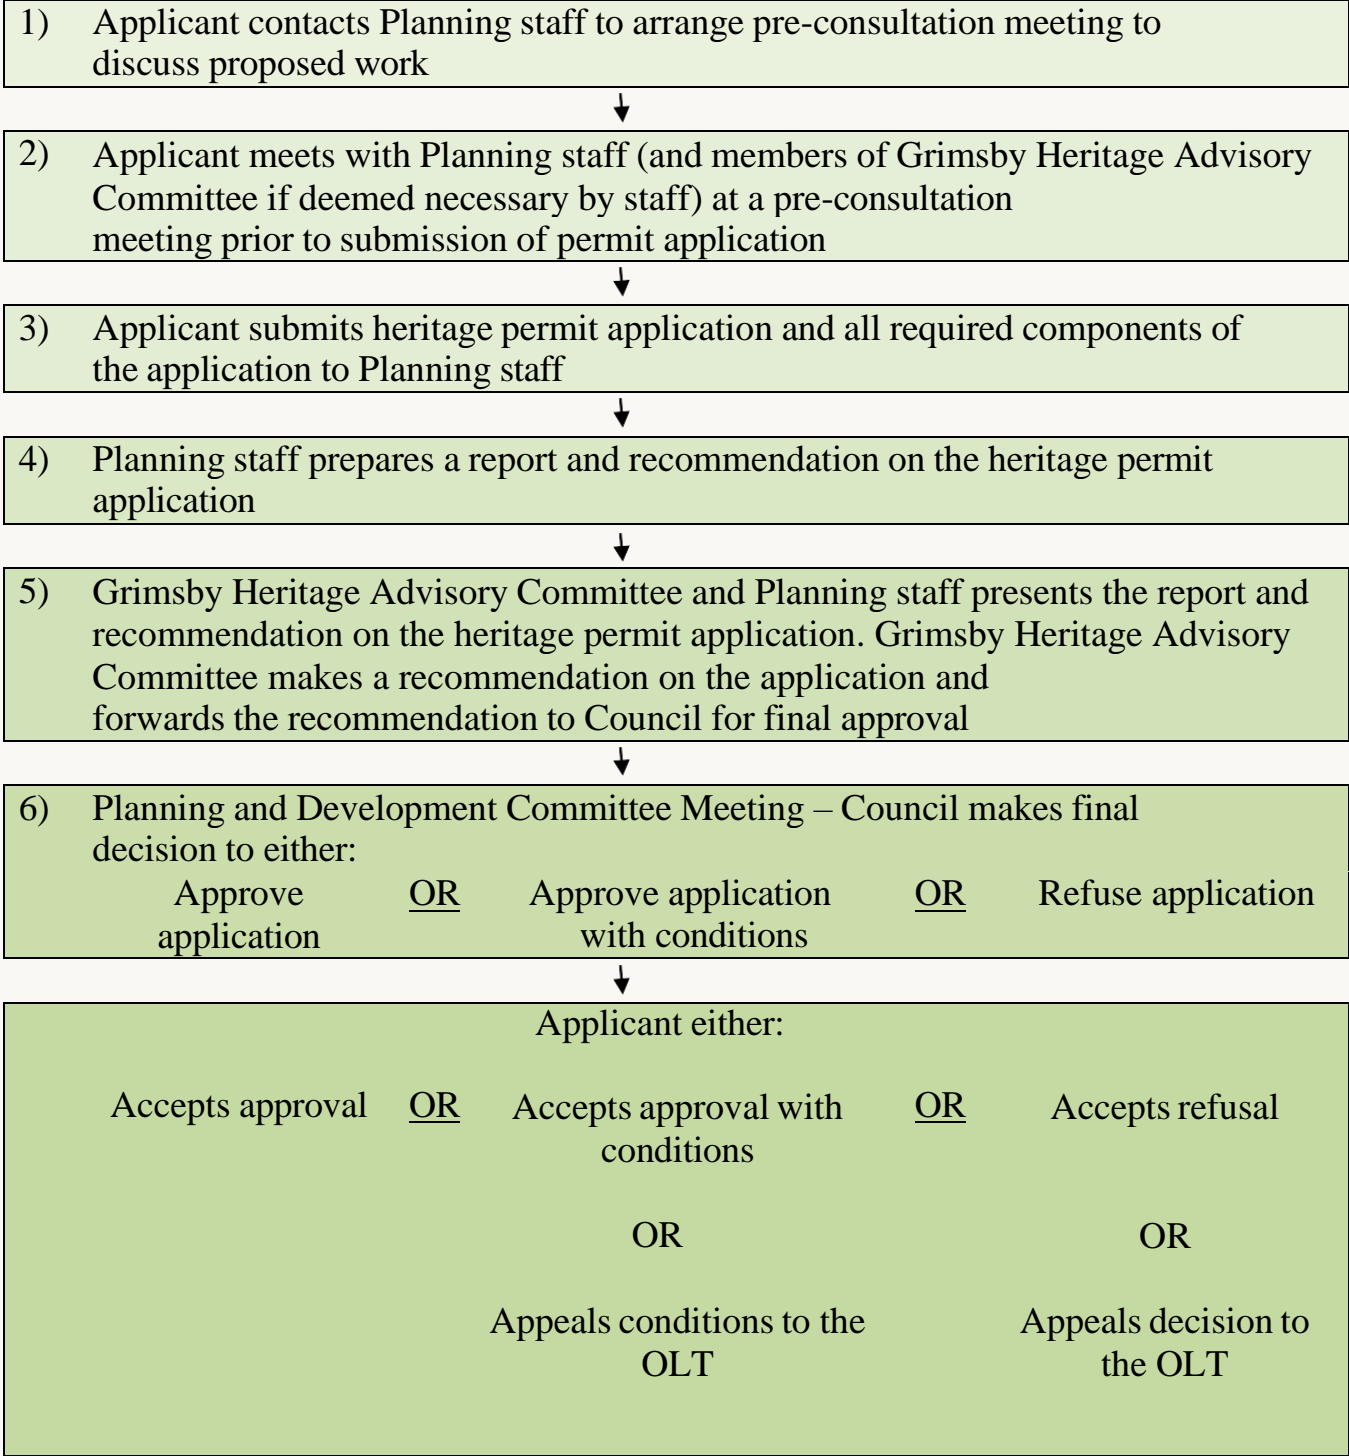 1) Applicant contacts Planning staff to arrange pre-consultation meeting to
discuss proposed work
2) Applicant meets with Planning staff (and members of Grimsby Heritage Advisory
Committee if deemed necessary by staff) at a pre-consultation
meeting prior to submission of permit application
3) Applicant submits heritage permit application and all required components of
the application to Planning staff
4) Planning staff prepares a report and recommendation on the heritage permit
application
5) Grimsby Heritage Advisory Committee and Planning staff presents the report and
recommendation on the heritage permit application. Grimsby Heritage Advisory
Committee makes a recommendation on the application and
forwards the recommendation to Council for final approval
6) Planning and Development Committee Meeting – Council makes final
decision to either:
Approve
application
OR
Approve application
with conditions
OR
Refuse application
Applicant either:
Accepts approval
OR
Accepts approval with
conditions
OR
Accepts refusal
OR
OR
Appeals conditions to the
OLT
Appeals decision to
the OLT